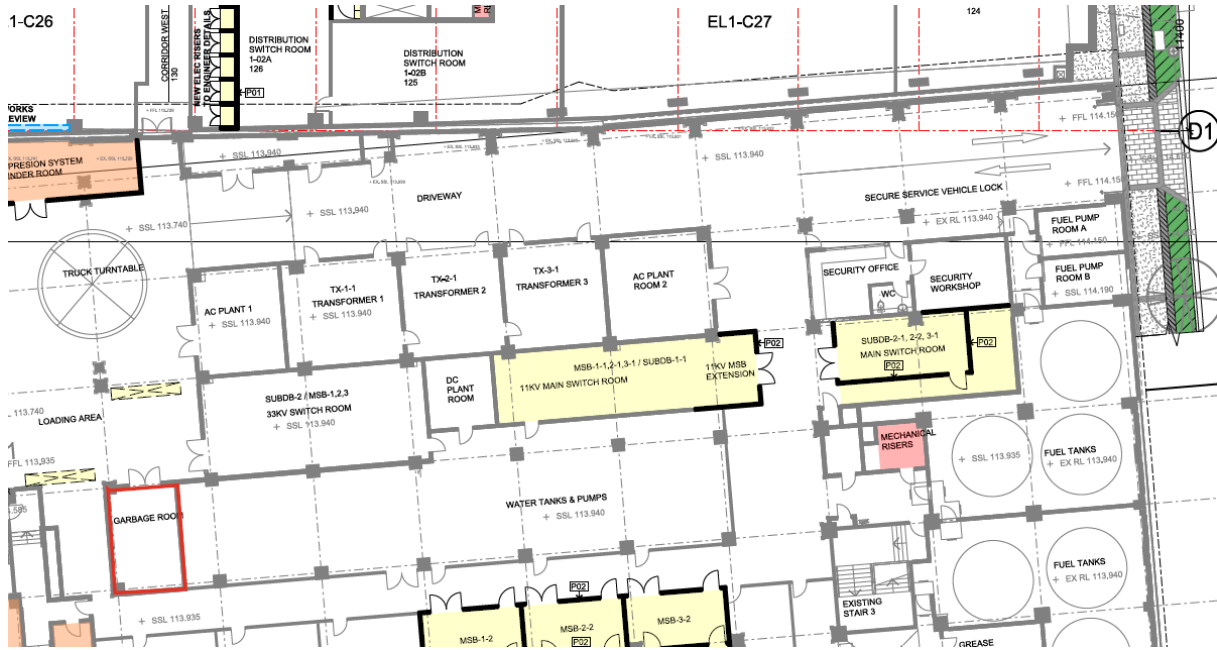 1-C26
CORRIDOR WEST
130
NEW ELEC RISERS
TO ENGINEER DETAILS
DISTRIBUTION
SWITCH ROOM
1-02A
126
P01
DISTRIBUTION
SWITCH ROOM
1-02B
125
EL1-C27
124
11400
D1
ORKS
EVIEW
PRESION SYSTEM
NDER ROOM
+ SSL 113.940
+ SSL 113.940
+ FFL 114.150
DRIVEWAY
SECURE SERVICE VEHICLE LOCK
+ FFL 114.150
+ SSL 113.740
+ SSL 113.940
+ EX RL 113.940
FUEL PUMP
ROOM A
+ FFL 114.150
TRUCK TURNTABLE
AC PLANT 1
+ SSL 113.940
TX-1-1
TRANSFORMER 1
+ SSL 113.940
TX-2-1
TRANSFORMER 2
TX-3-1
TRANSFORMER 3
AC PLANT
ROOM 2
SECURITY OFFICE
WC
SECURITY
WORKSHOP
FUEL PUMP
ROOM B
+ SSL 114.190
P02
SUBDB-2-1, 2-2, 3-1
MAIN SWITCH ROOM
P02
P02
MSB-1-1,2-1,3-1 / SUBDB-1-1
11KV MAIN SWITCH ROOM
11KV MSB
EXTENSION
DC
PLANT
ROOM
SUBDB-2 / MSB-1,2,3
33KV SWITCH ROOM
+ SSL 113.940
113.740
LOADING AREA
FFL 113.935
MECHANICAL
RISERS
+ SSL 113.935
FUEL TANKS
+ EX RL 113,940
GARBAGE ROOM
WATER TANKS & PUMPS
+ SSL 113.940
FUEL TANKS
+ EX RL 113,940
+ SSL 113.935
P02
MSB-1-2
MSB-2-2
P02
MSB-3-2
EXISTING
STAIR 3
GREASE